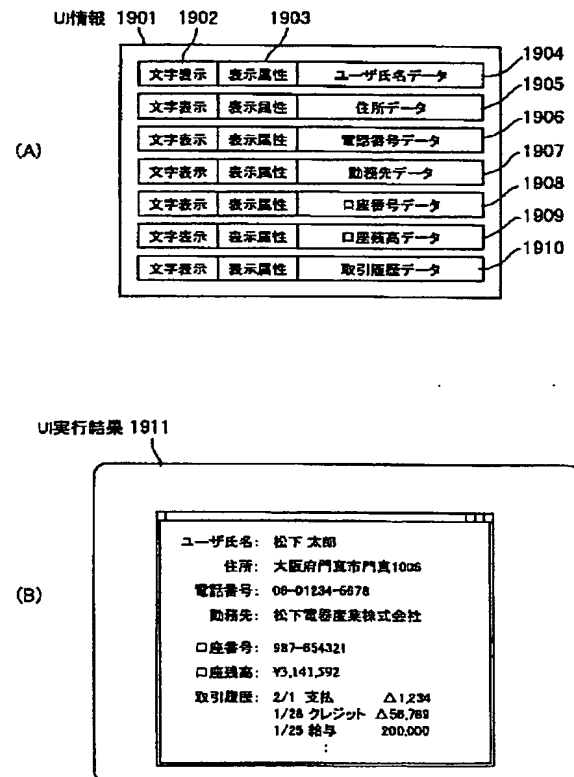 UI情報 1901 1902 1903
(A)
文字表示 表示属性 ユーザ氏名データ 1904
文字表示 表示属性 住所データ 1905
文字表示 表示属性 電話番号データ 1906
文字表示 表示属性 勤務先データ 1907
文字表示 表示属性 口座番号データ 1908
文字表示 表示属性 口座残高データ 1909
文字表示 表示属性 取引履歴データ 1910
UI実行結果 1911
(B)
ユーザ氏名: 松下 太郎
住所: 大阪府門真市門真1006
電話番号: 06-01234-5678
勤務先: 松下電器産業株式会社
口座番号: 987-654321
口座残高: ¥3,141,592
取引履歴: 2/1 支払 △1,234
1/28 クレジット △56,789
1/25 給与 200,000
: